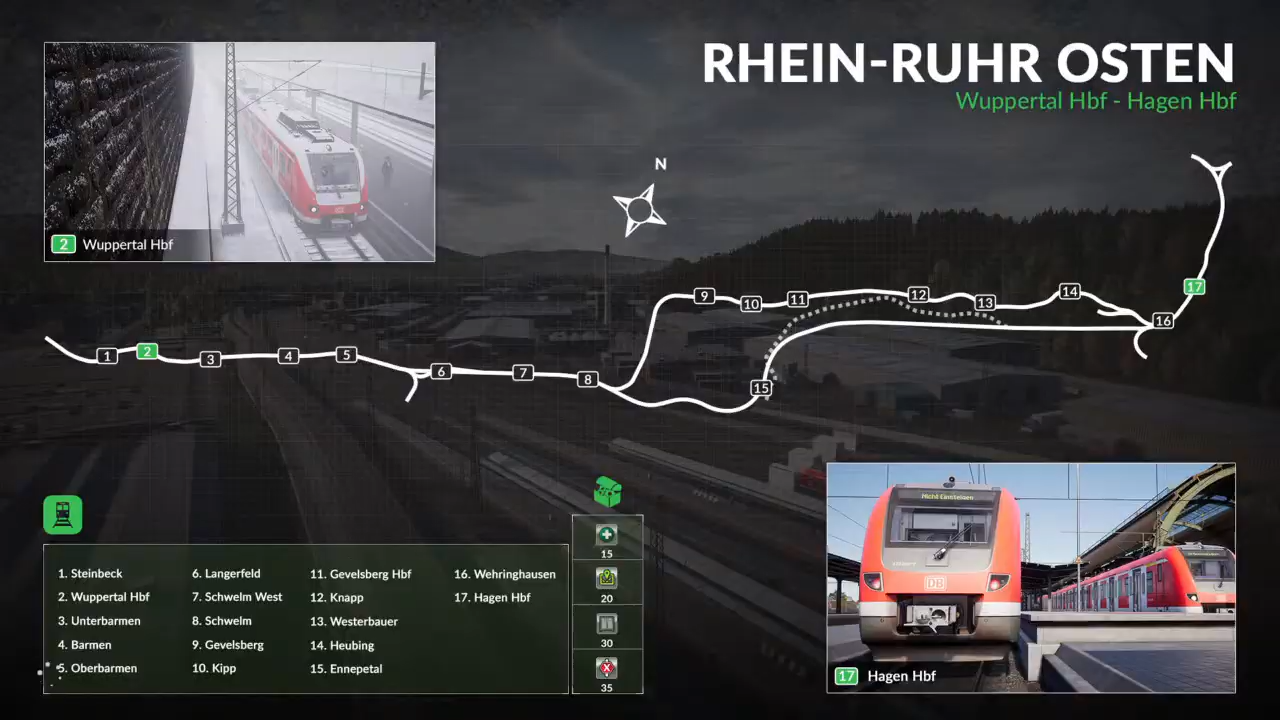 RHEIN-RUHR OSTEN
Wuppertal Hbf - Hagen Hbf
N
2 Wuppertal Hbf
1
2
3
4
5
6
7
8
9
10
11
12
13
14
15
16
17
1. Steinbeck
2. Wuppertal Hbf
3. Unterbarmen
4. Barmen
5. Oberbarmen
6. Langerfeld
7. Schwelm West
8. Schwelm
9. Gevelsberg
10. Kipp
11. Gevelsberg Hbf
12. Knapp
13. Westerbauer
14. Heubing
15. Ennepetal
16. Wehringhausen
17. Hagen Hbf
15
20
30
35
Nicht Einsteigen
DB
17 Hagen Hbf